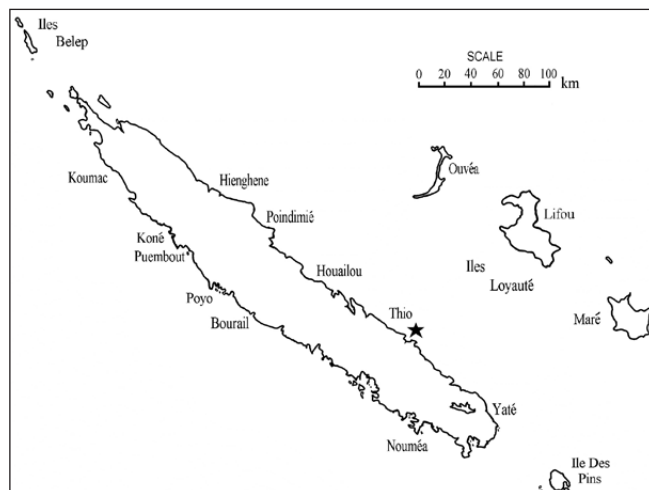 Iles
Belep
SCALE
0 20 40 60 80 100
km
Ouvéa
Koumac
Hienghene
Lifou
Poindimié
Koné
Puembout
Houailou
Iles
Loyauté
Poyo
Thio
Maré
Bourail
Yaté
Nouméa
Ile Des
Pins